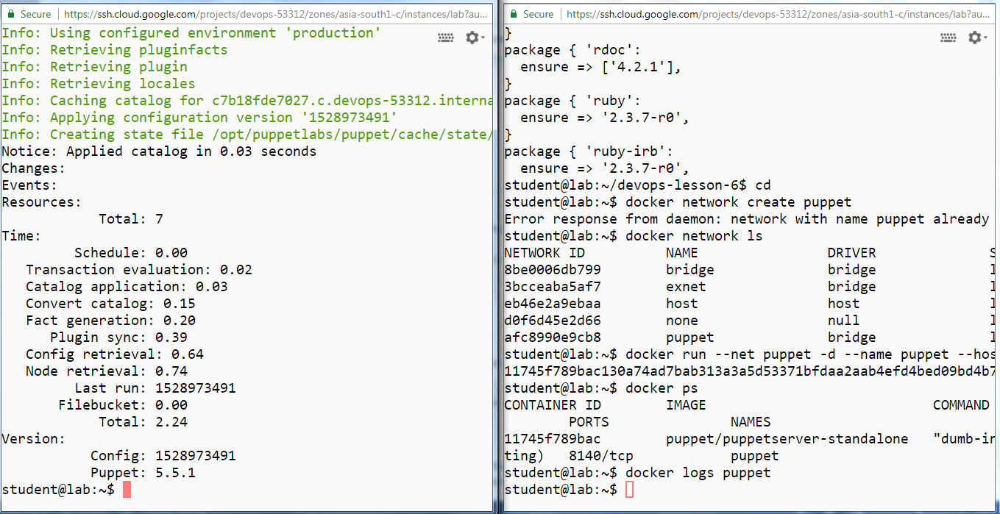 Secure | https://ssh.cloud.google.com/projects/devops-53312/zones/asia-south1-c/instances/lab?au...
Info: Using configured environment 'production'
Info: Retrieving pluginfacts
Info: Retrieving plugin
Info: Retrieving locales
Info: Caching catalog for c7b18fde7027.c.devops-53312.interna
Info: Applying configuration version '1528973491'
Info: Creating state file /opt/puppetlabs/puppet/cache/state/
Notice: Applied catalog in 0.03 seconds
Changes:
Events:
Resources:
Total: 7
Time:
Schedule: 0.00
Transaction evaluation: 0.02
Catalog application: 0.03
Convert catalog: 0.15
Fact generation: 0.20
Plugin sync: 0.39
Config retrieval: 0.64
Node retrieval: 0.74
Last run: 1528973491
Filebucket: 0.00
Total: 2.24
Version:
Config: 1528973491
Puppet: 5.5.1
student@lab:~$
Secure | https://ssh.cloud.google.com/projects/devops-53312/zones/asia-south1-c/instances/lab?au...
}
package { 'rdoc':
ensure => ['4.2.1'],
}
package { 'ruby':
ensure => '2.3.7-r0',
}
package { 'ruby-irb':
ensure => '2.3.7-r0',
student@lab:~/devops-lesson-6$ cd
student@lab:~$ docker network create puppet
Error response from daemon: network with name puppet already
student@lab:~$ docker network ls
NETWORK ID NAME DRIVER S
8be0006db799 bridge bridge l
3bcceaba5af7 exnet bridge l
eb46e2a9ebaa host host l
d0f6d45e2d66 none null l
afc8990e9cb8 puppet bridge l
student@lab:~$ docker run --net puppet -d --name puppet --hos
11745f789bac130a74ad7bab313a3a5d53371bfdaa2aab4efd4bed09bd4b7
student@lab:~$ docker ps
CONTAINER ID IMAGE COMMAND
PORTS NAMES
11745f789bac puppet/puppetserver-standalone "dumb-in
ting) 8140/tcp puppet
student@lab:~$ docker logs puppet
student@lab:~$